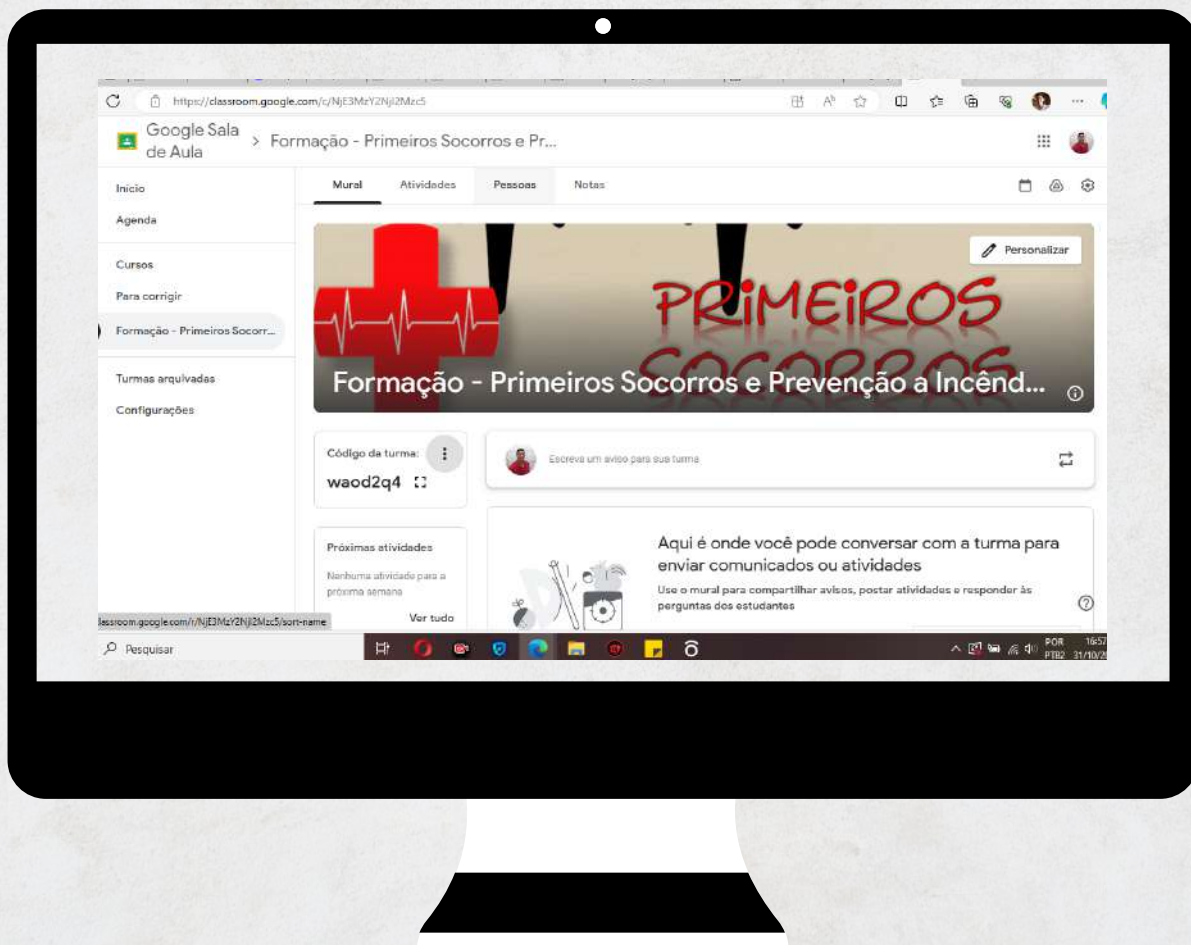 https://classroom.google.com/c/NjE3MzY2NjI2Mzc5
Google Sala
de Aula
> Formação - Primeiros Socorros e Pr...
Início
Agenda
Cursos
Para corrigir
Formação - Primeiros Socorr...
Turmas arquivadas
Configurações
Mural Atividades Pessoas Notas
Personalizar
PRiMEiROS
SOCORROS
Formação - Primeiros Socorros e Prevenção a Incênd...
Código da turma:
waod2q4
Escreva um aviso para sua turma
Próximas atividades
Nenhuma atividade para a
próxima semana
Ver tudo
Aqui é onde você pode conversar com a turma para
enviar comunicados ou atividades
Use o mural para compartilhar avisos, postar atividades e responder às
perguntas dos estudantes
lassroom.google.com/r/NjE3MzY2NjI2Mzc5/sort-name
Pesquisar
POR 16:57
PTB2 31/10/20